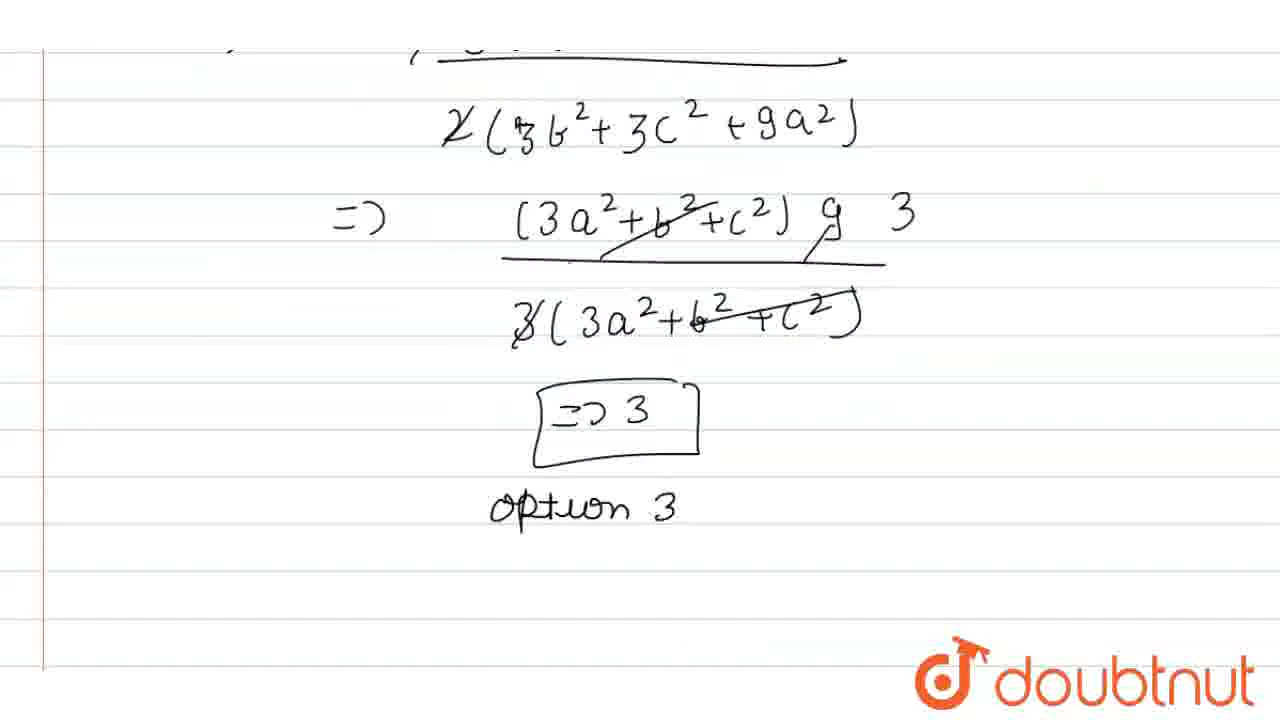 2(3b²+3c²+9a²)
=> (3a²+b²+c²) 9 3
3(3a²+b²+c²)
=> 3
option 3
doubtnut